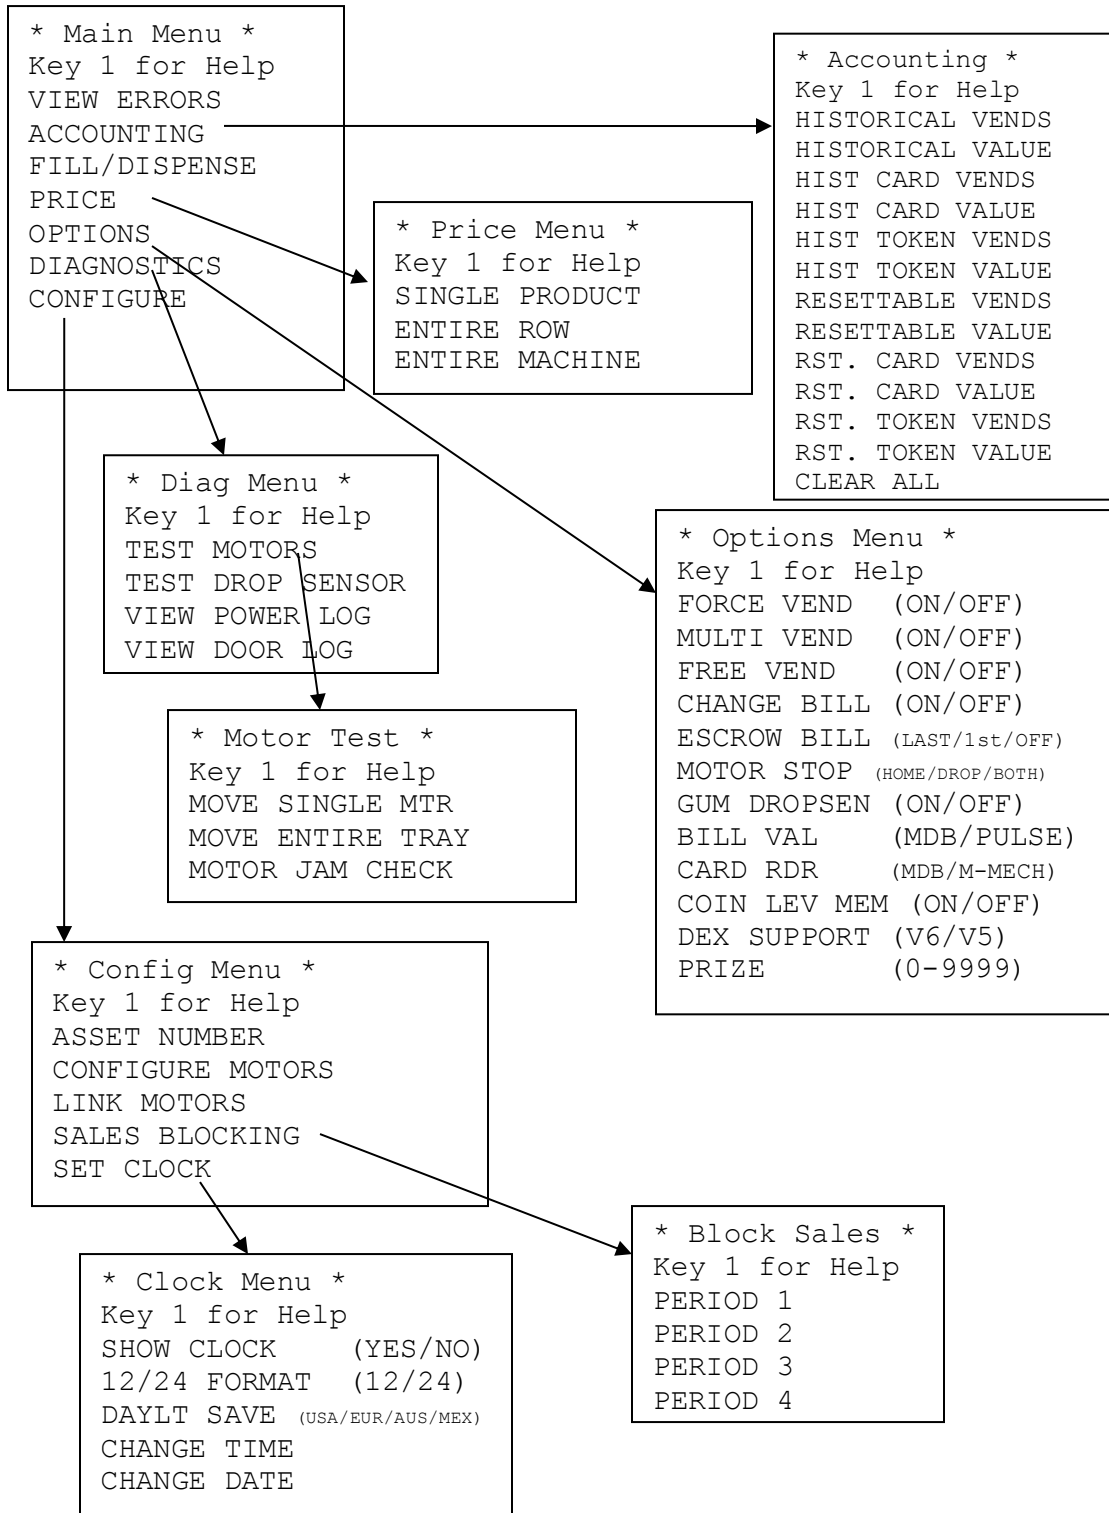 * Main Menu *
Key 1 for Help
VIEW ERRORS
ACCOUNTING
FILL/DISPENSE
PRICE
OPTIONS
DIAGNOSTICS
CONFIGURE
* Accounting *
Key 1 for Help
HISTORICAL VENDS
HISTORICAL VALUE
HIST CARD VENDS
HIST CARD VALUE
HIST TOKEN VENDS
HIST TOKEN VALUE
RESETTABLE VENDS
RESETTABLE VALUE
RST. CARD VENDS
RST. CARD VALUE
RST. TOKEN VENDS
RST. TOKEN VALUE
CLEAR ALL
* Price Menu *
Key 1 for Help
SINGLE PRODUCT
ENTIRE ROW
ENTIRE MACHINE
* Diag Menu *
Key 1 for Help
TEST MOTORS
TEST DROP SENSOR
VIEW POWER LOG
VIEW DOOR LOG
* Options Menu *
Key 1 for Help
FORCE VEND (ON/OFF)
MULTI VEND (ON/OFF)
FREE VEND (ON/OFF)
CHANGE BILL (ON/OFF)
ESCROW BILL (LAST/1st/OFF)
MOTOR STOP (HOME/DROP/BOTH)
GUM DROPSEN (ON/OFF)
BILL VAL (MDB/PULSE)
CARD RDR (MDB/M-MECH)
COIN LEV MEM (ON/OFF)
DEX SUPPORT (V6/V5)
PRIZE (0-9999)
* Motor Test *
Key 1 for Help
MOVE SINGLE MTR
MOVE ENTIRE TRAY
MOTOR JAM CHECK
* Config Menu *
Key 1 for Help
ASSET NUMBER
CONFIGURE MOTORS
LINK MOTORS
SALES BLOCKING
SET CLOCK
* Block Sales *
Key 1 for Help
PERIOD 1
PERIOD 2
PERIOD 3
PERIOD 4
* Clock Menu *
Key 1 for Help
SHOW CLOCK (YES/NO)
12/24 FORMAT (12/24)
DAYLT SAVE (USA/EUR/AUS/MEX)
CHANGE TIME
CHANGE DATE